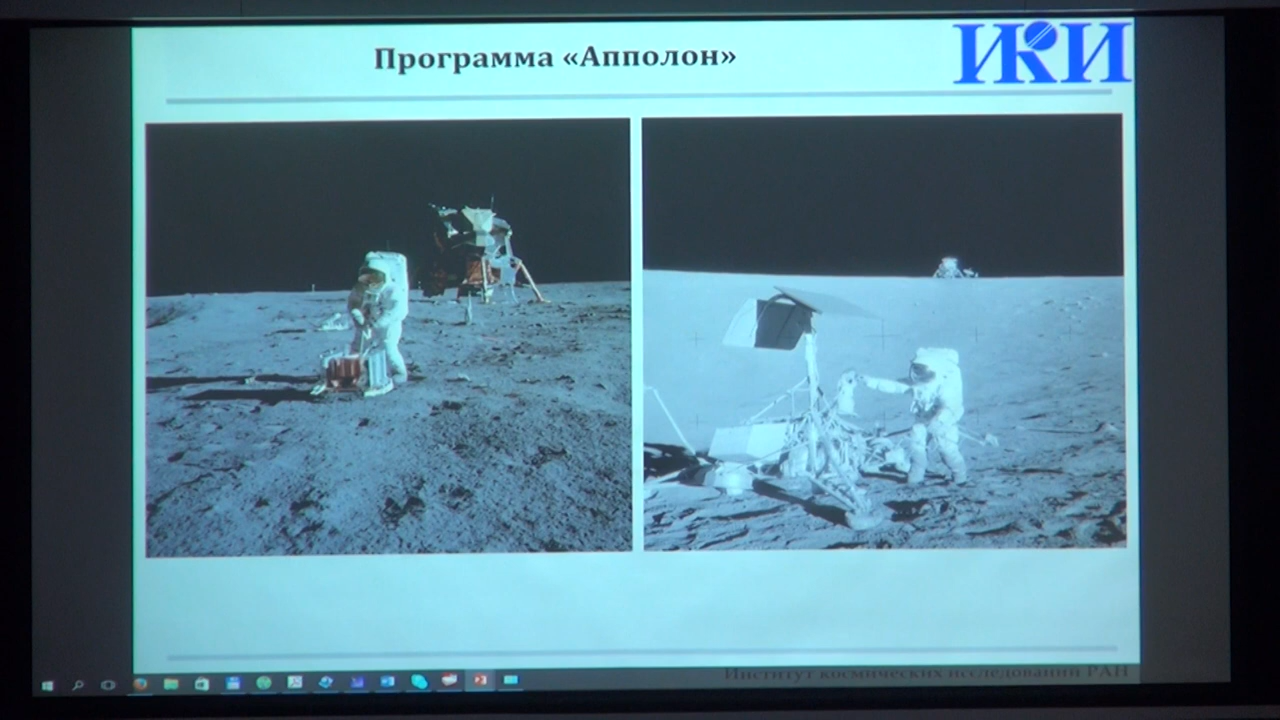 Программа «Апполон»
ИКИ
Институт космических исследований РАН